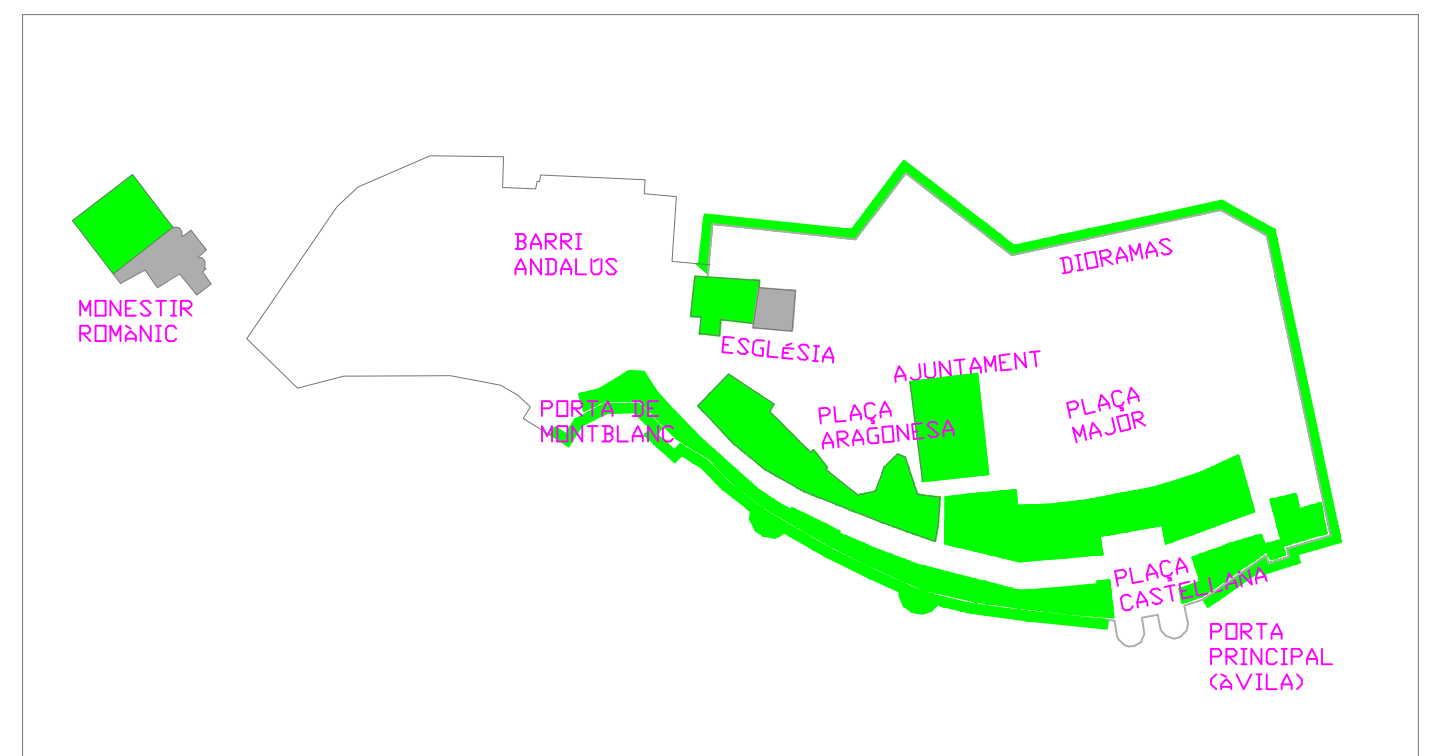 MONESTIR
ROMÀNIC
BARRI
ANDALÚS
ESGLÉSIA
DIORAMAS
PORTA DE
MONTBLANC
PLAÇA
ARAGONESA
AJUNTAMENT
PLAÇA
MAJOR
PLAÇA
CASTELLANA
PORTA
PRINCIPAL
(ÀVILA)